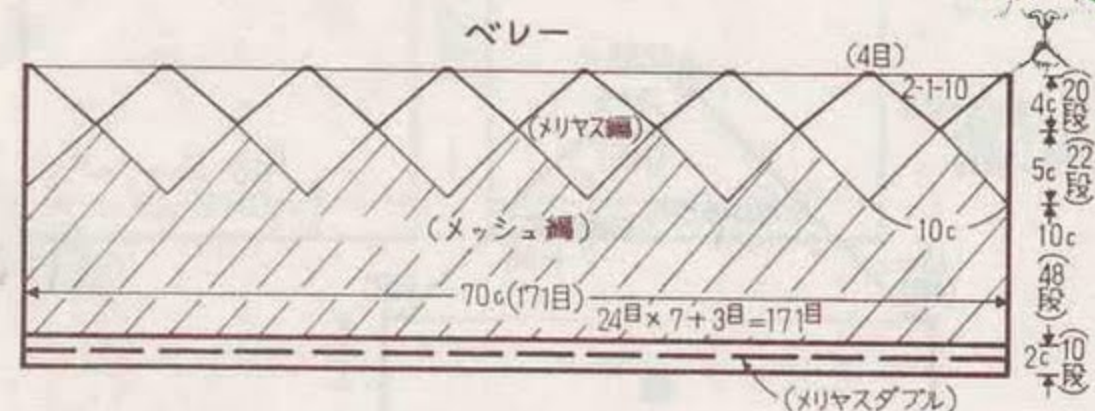 ベレー
(4目)
2-1-10
4c(20段)
(メリヤス編)
5c(22段)
(メッシュ編)
10c
10c(48段)
70c(171目)
24目×7+3目=171目
2c(10段)
(メリヤスダブル)